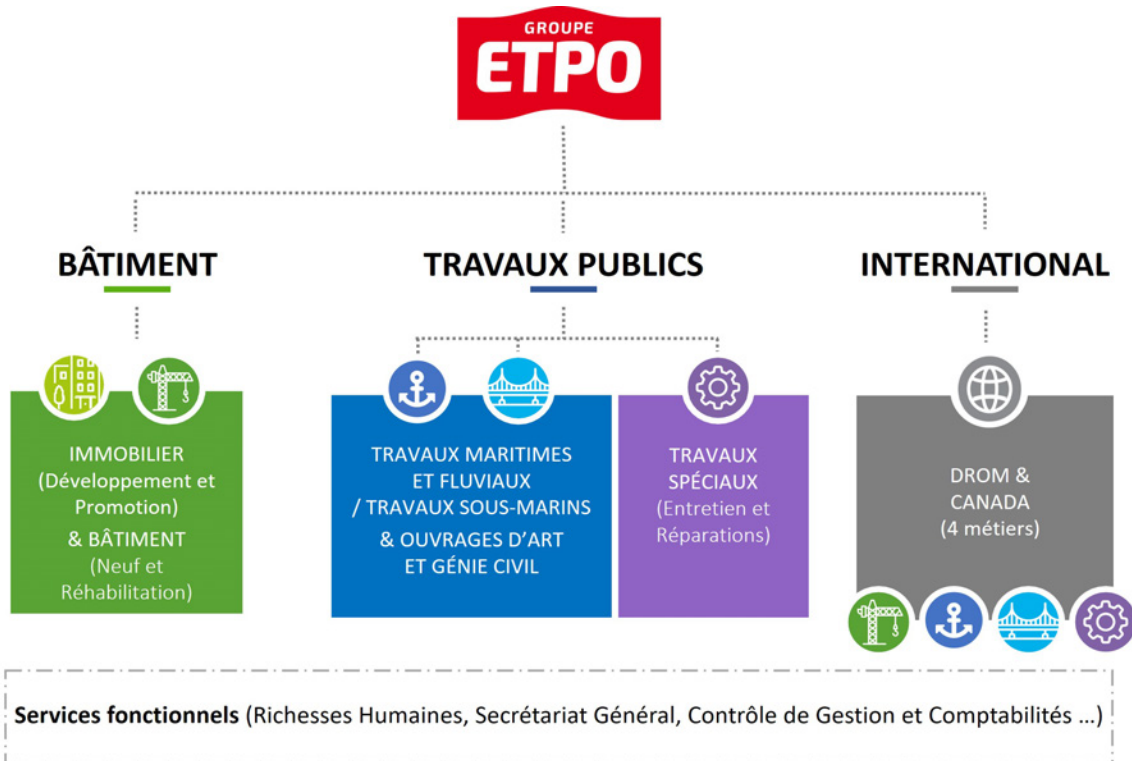 GROUPE
ETPO
BÂTIMENT
TRAVAUX PUBLICS
INTERNATIONAL
IMMOBILIER
(Développement et
Promotion)
& BÂTIMENT
(Neuf et
Réhabilitation)
TRAVAUX MARITIMES
ET FLUVIAUX
/ TRAVAUX SOUS-MARINS
& OUVRAGES D’ART
ET GÉNIE CIVIL
TRAVAUX
SPÉCIAUX
(Entretien et
Réparations)
DROM &
CANADA
(4 métiers)
Services fonctionnels (Richesses Humaines, Secrétariat Général, Contrôle de Gestion et Comptabilités ...)